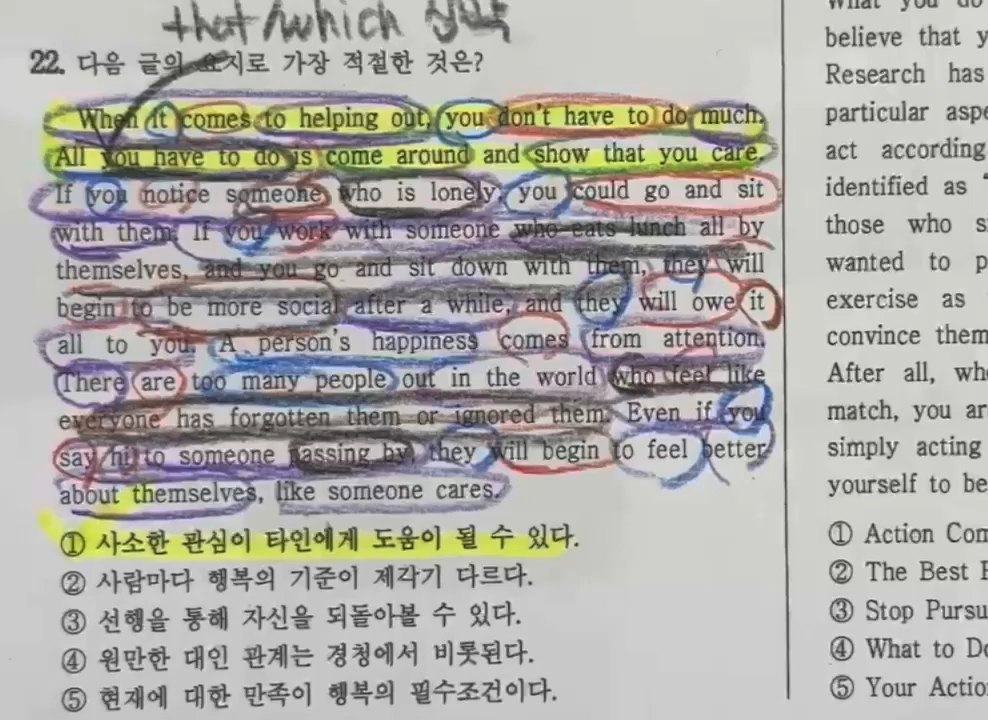 that/which 생략
22. 다음 글의 요지로 가장 적절한 것은?
When it comes to helping out, you don't have to do much.
All you have to do is come around and show that you care.
If you notice someone who is lonely, you could go and sit
with them. If you work with someone who eats lunch all by
themselves, and you go and sit down with them, they will
begin to be more social after a while, and they will owe it
all to you. A person's happiness comes from attention.
There are too many people out in the world who feel like
everyone has forgotten them or ignored them. Even if you
say hi to someone passing by, they will begin to feel better
about themselves, like someone cares.
① 사소한 관심이 타인에게 도움이 될 수 있다.
② 사람마다 행복의 기준이 제각기 다르다.
③ 선행을 통해 자신을 되돌아볼 수 있다.
④ 원만한 대인 관계는 경청에서 비롯된다.
⑤ 현재에 대한 만족이 행복의 필수조건이다.
What you do
believe that y
Research has
particular aspe
act according
identified as "
those who s
wanted to p
exercise as
convince them
After all, wh
match, you ar
simply acting
yourself to be
① Action Com
② The Best
③ Stop Pursu
④ What to Do
⑤ Your Action